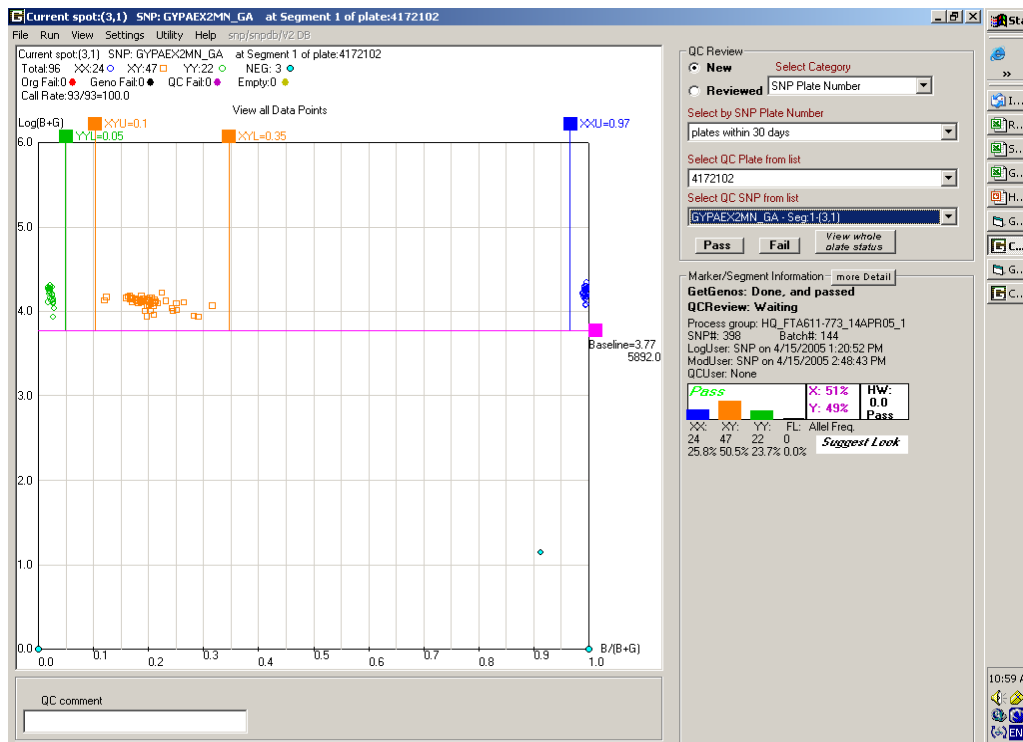 Current spot:(3,1) SNP: GYPAEX2MN_GA at Segment 1 of plate:4172102
File Run View Settings Utility Help snp/snpdb/V2 DB
Current spot:(3,1) SNP: GYPAEX2MN_GA at Segment 1 of plate:4172102
Total:96 XX:24 XY:47 YY:22 NEG: 3
Org Fail:0 Geno Fail:0 QC Fail:0 Empty:0
Call Rate:93/93=100.0
View all Data Points
Log(B+G)
XYU=0.1
XXU=0.97
YYL=0.05
XYL=0.35
6.0
5.0
4.0
Baseline=3.77
5892.0
3.0
2.0
1.0
0.0
0.0 0.1 0.2 0.3 0.4 0.5 0.6 0.7 0.8 0.9 1.0
B/(B+G)
QC comment
QC Review
New
Reviewed
Select Category
SNP Plate Number
Select by SNP Plate Number
plates within 30 days
Select QC Plate from list
4172102
Select QC SNP from list
GYPAEX2MN_GA - Seg:1-(3,1)
Pass
Fail
View whole
plate status
Marker/Segment Information
more Detail
GetGenos: Done, and passed
QCReview: Waiting
Process group: HQ_FTA611-773_14APR05_1
SNP#: 398 Batch#: 144
LogUser: SNP on 4/15/2005 1:20:52 PM
ModUser: SNP on 4/15/2005 2:48:43 PM
QCUser: None
Pass
X: 51%
Y: 49%
HW:
0.0
Pass
XX: XY: YY: FL: Allel Freq.
24 47 22 0
25.8% 50.5% 23.7% 0.0%
Suggest Look
Sta
»
I...
R...
S...
G...
H...
G...
C...
G...
C...
10:59 A
EN